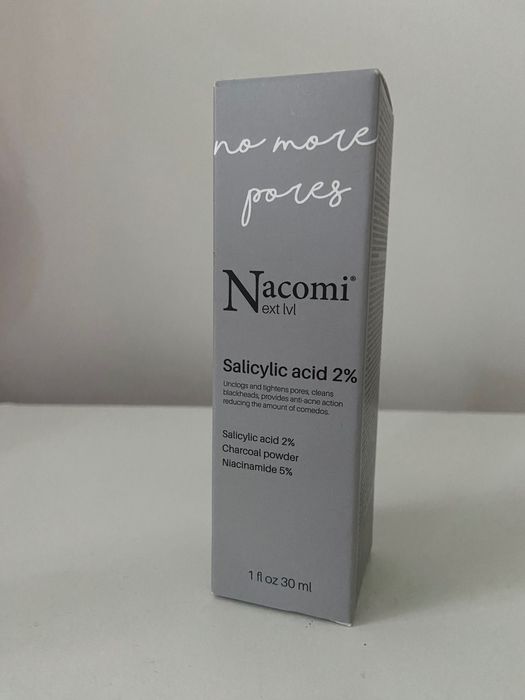 no more
pores
Nacomi®
ext lvl
Salicylic acid 2%
Unclogs and tightens pores, cleans
blackheads, provides anti-acne action
reducing the amount of comedos.
Salicylic acid 2%
Charcoal powder
Niacinamide 5%
1 fl oz 30 ml